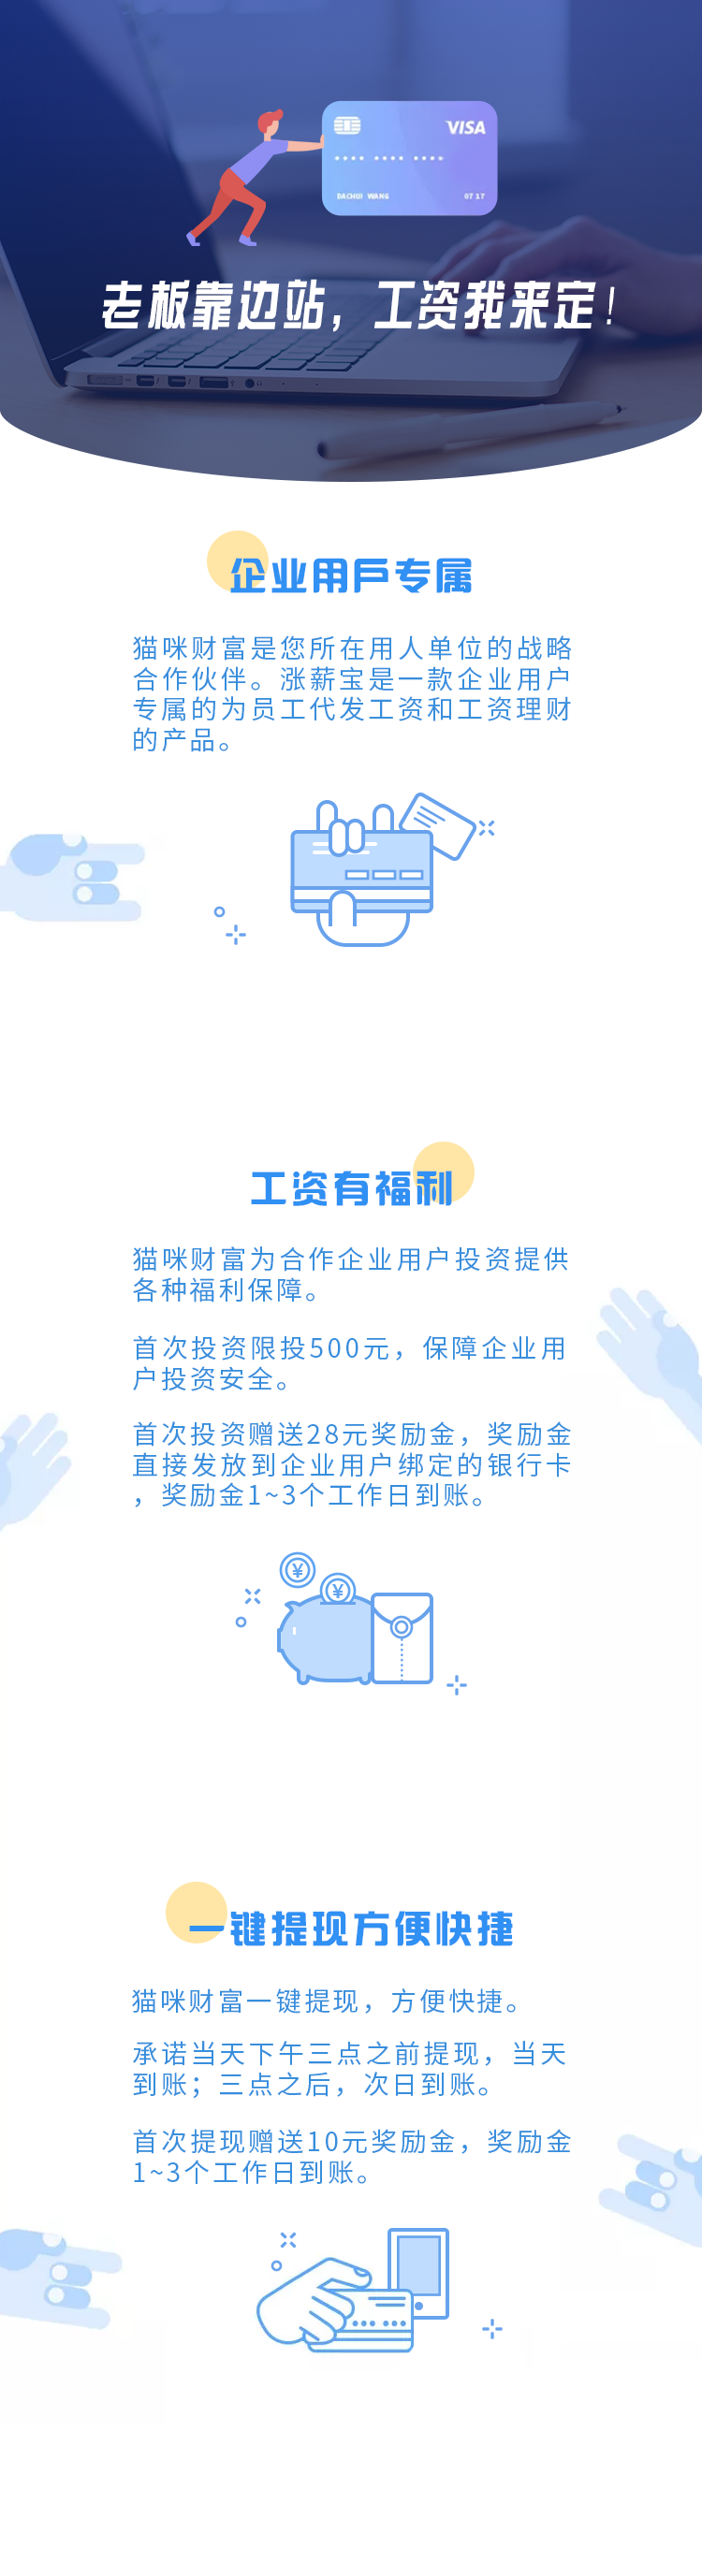 VISA
DACHUI WANG 07 17
老板靠边站，工资我来定！
企业用戶专属
猫咪财富是您所在用人单位的战略
合作伙伴。涨薪宝是一款企业用户
专属的为员工代发工资和工资理财
的产品。
工资有福利
猫咪财富为合作企业用户投资提供
各种福利保障。
首次投资限投500元，保障企业用
户投资安全。
首次投资赠送28元奖励金，奖励金
直接发放到企业用户绑定的银行卡
，奖励金1~3个工作日到账。
¥
¥
一键提现方便快捷
猫咪财富一键提现，方便快捷。
承诺当天下午三点之前提现，当天
到账；三点之后，次日到账。
首次提现赠送10元奖励金，奖励金
1~3个工作日到账。